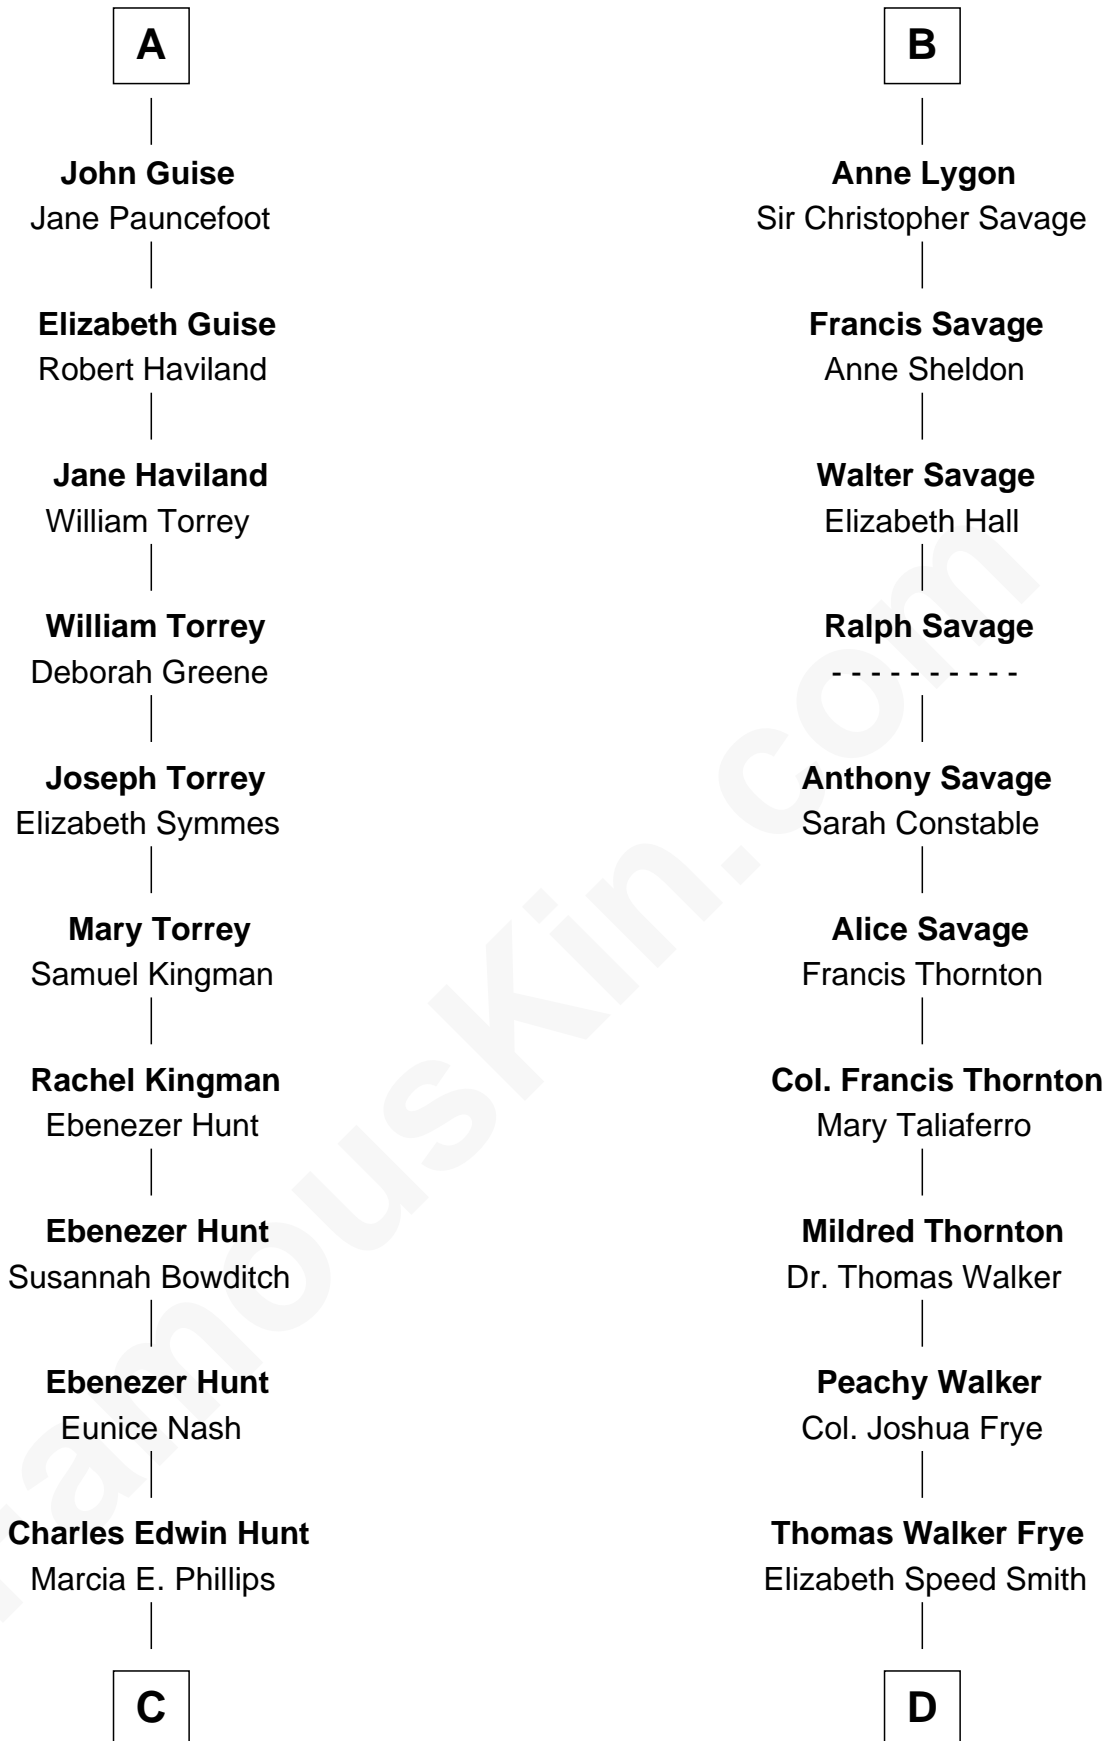 A
John Guise
Jane Pauncefoot
Elizabeth Guise
Robert Haviland
Jane Haviland
William Torrey
William Torrey
Deborah Greene
Joseph Torrey
Elizabeth Symmes
Mary Torrey
Samuel Kingman
Rachel Kingman
Ebenezer Hunt
Ebenezer Hunt
Susannah Bowditch
Ebenezer Hunt
Eunice Nash
Charles Edwin Hunt
Marcia E. Phillips
C
B
Anne Lygon
Sir Christopher Savage
Francis Savage
Anne Sheldon
Walter Savage
Elizabeth Hall
Ralph Savage
- - - - - - - - - -
Anthony Savage
Sarah Constable
Alice Savage
Francis Thornton
Col. Francis Thornton
Mary Taliaferro
Mildred Thornton
Dr. Thomas Walker
Peachy Walker
Col. Joshua Frye
Thomas Walker Frye
Elizabeth Speed Smith
D
FamousKin.com